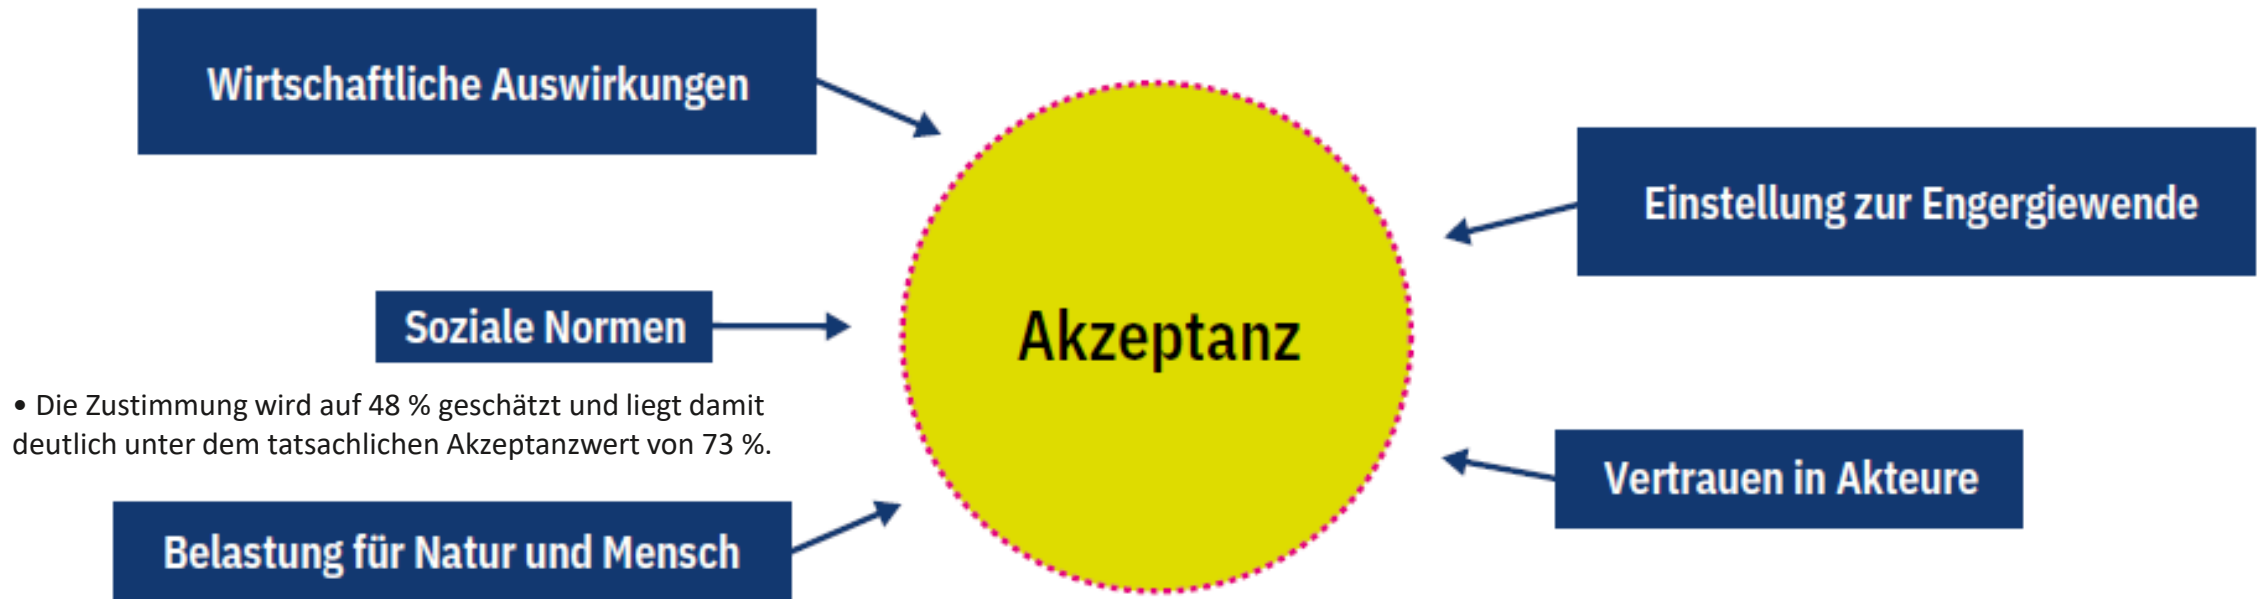 Wirtschaftliche Auswirkungen
Einstellung zur Engergiewende
Soziale Normen
Akzeptanz
• Die Zustimmung wird auf 48 % geschätzt und liegt damit
deutlich unter dem tatsachlichen Akzeptanzwert von 73 %.
Vertrauen in Akteure
Belastung für Natur und Mensch